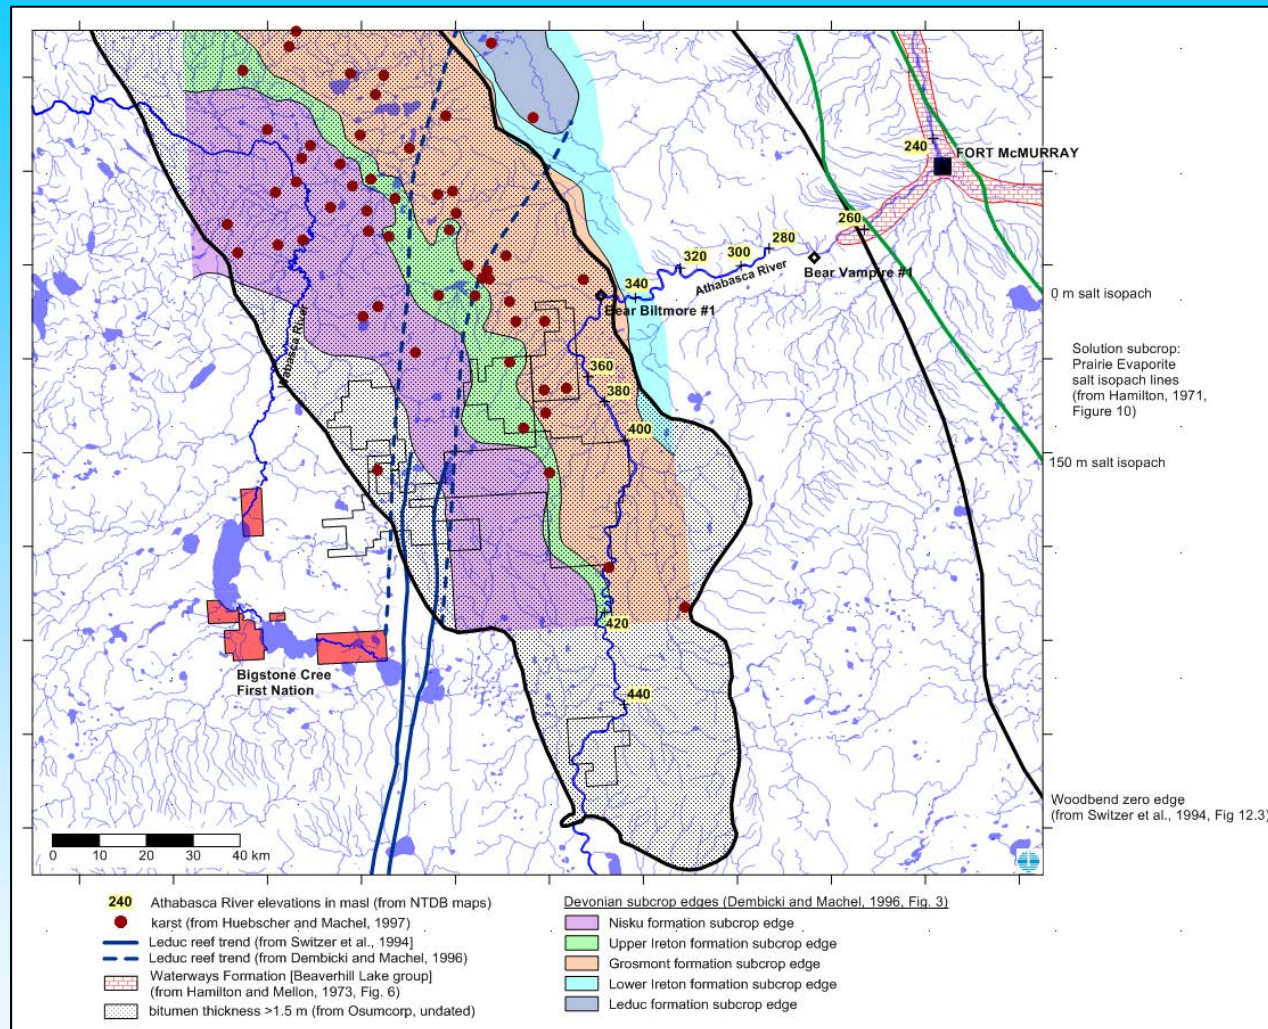 240
FORT McMURRAY
260
280
300
320
340
Athabasca River
Bear Vampire #1
Bear Biltmore #1
0 m salt isopach
Solution subcrop:
Prairie Evaporite
salt isopach lines
(from Hamilton, 1971,
Figure 10)
Athabasca River
360
380
400
150 m salt isopach
420
Bigstone Cree
First Nation
440
Woodbend zero edge
(from Switzer et al., 1994, Fig 12.3)
0 10 20 30 40 km
240 Athabasca River elevations in masl (from NTDB maps)
karst (from Huebscher and Machel, 1997)
Leduc reef trend (from Switzer et al., 1994]
Leduc reef trend (from Dembicki and Machel, 1996)
Waterways Formation [Beaverhill Lake group]
(from Hamilton and Mellon, 1973, Fig. 6)
bitumen thickness >1.5 m (from Osumcorp, undated)
Devonian subcrop edges (Dembicki and Machel, 1996, Fig. 3)
Nisku formation subcrop edge
Upper Ireton formation subcrop edge
Grosmont formation subcrop edge
Lower Ireton formation subcrop edge
Leduc formation subcrop edge